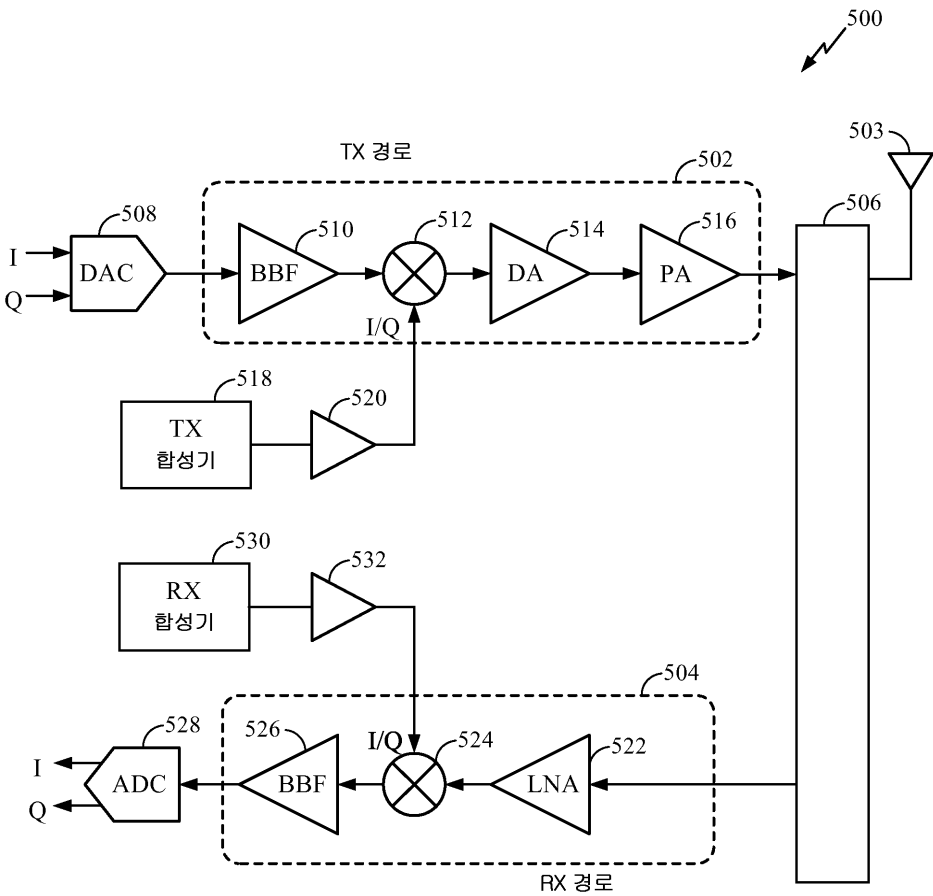 500
503
TX 경로
502
506
508
510
512
514
516
I
Q
DAC
BBF
DA
PA
I/Q
518
520
TX
합성기
530
532
RX
합성기
504
528
526
I/Q
524
522
I
Q
ADC
BBF
LNA
RX 경로